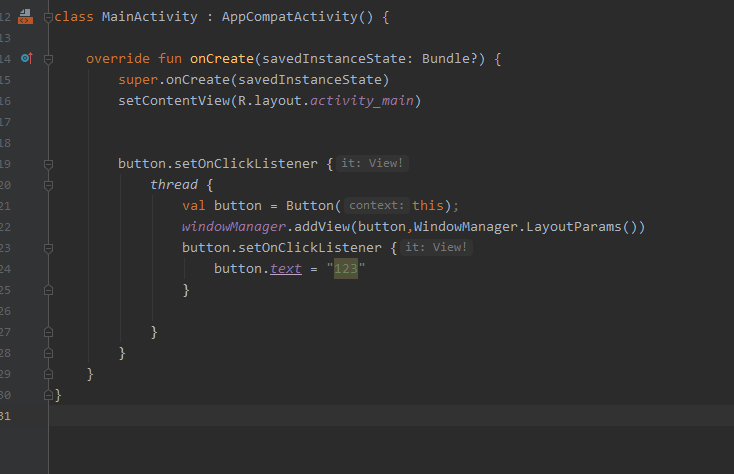 12 class MainActivity : AppCompatActivity() {
13
14 override fun onCreate(savedInstanceState: Bundle?) {
15 super.onCreate(savedInstanceState)
16 setContentView(R.layout.activity_main)
17
18
19 button.setOnClickListener { it: View!
20 thread {
21 val button = Button( context: this);
22 windowManager.addView(button,WindowManager.LayoutParams())
23 button.setOnClickListener { it: View!
24 button.text = "123"
25 }
26
27 }
28 }
29 }
30 }
31